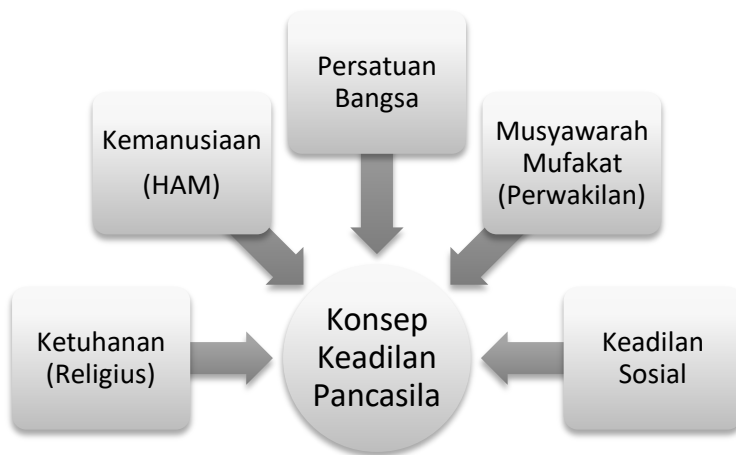 Persatuan
Bangsa
Kemanusiaan
(HAM)
Musyawarah
Mufakat
(Perwakilan)
Ketuhanan
(Religius)
Konsep
Keadilan
Pancasila
Keadilan
Sosial